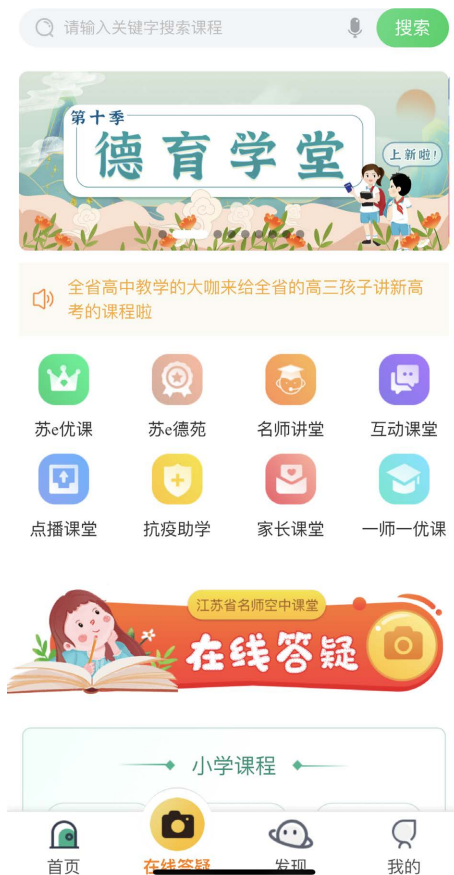 请输入关键字搜索课程
搜索
第十季
德育学堂
上新啦!
全省高中教学的大咖来给全省的高三孩子讲新高
考的课程啦
苏e优课 苏e德苑 名师讲堂 互动课堂
点播课堂 抗疫助学 家长课堂 一师一优课
江苏省名师空中课堂
在线答疑
小学课程
首页 在线答疑 发现 我的